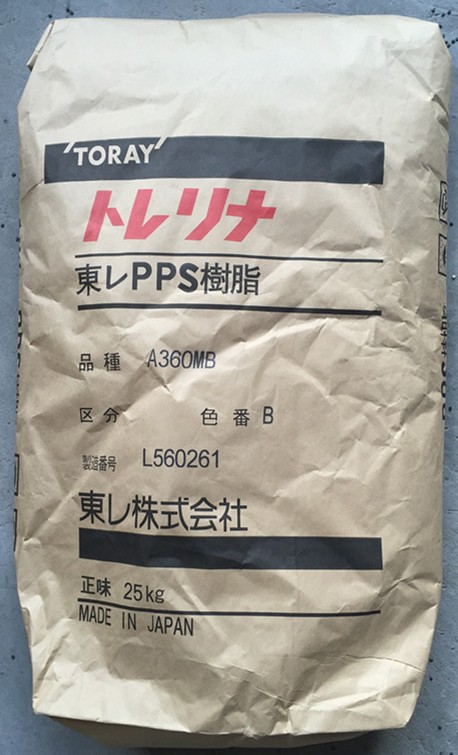 'TORAY'
トレリナ
東レPPS樹脂
品種 A360MB
区分 色番 B
製造番号 L560261
東レ株式会社
正味 25kg
MADE IN JAPAN